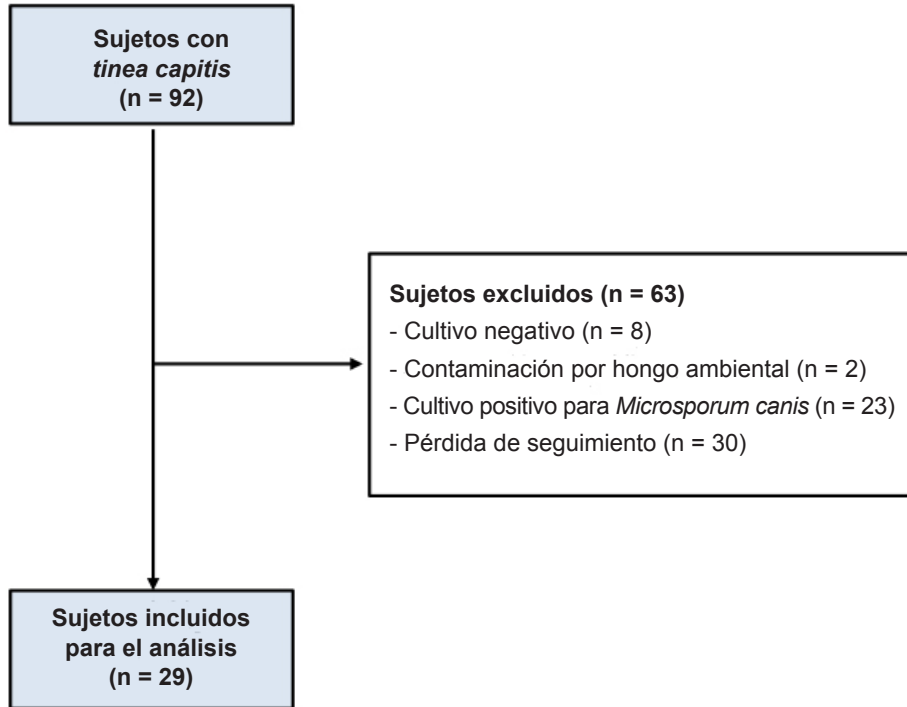 Sujetos con
tinea capitis
(n = 92)
Sujetos excluidos (n = 63)
- Cultivo negativo (n = 8)
- Contaminación por hongo ambiental (n = 2)
- Cultivo positivo para Microsporum canis (n = 23)
- Pérdida de seguimiento (n = 30)
Sujetos incluidos
para el análisis
(n = 29)